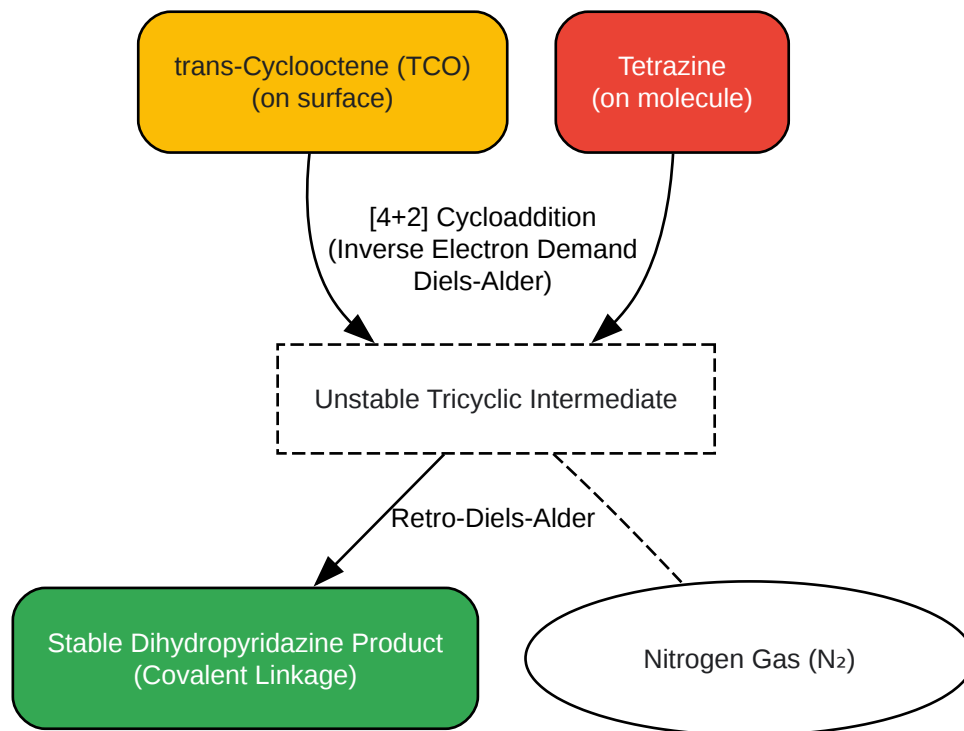 trans-Cyclooctene (TCO)
(on surface)
Tetrazine
(on molecule)
[4+2] Cycloaddition
(Inverse Electron Demand
Diels-Alder)
Unstable Tricyclic Intermediate
Retro-Diels-Alder
Stable Dihydropyridazine Product
(Covalent Linkage)
Nitrogen Gas (N₂)